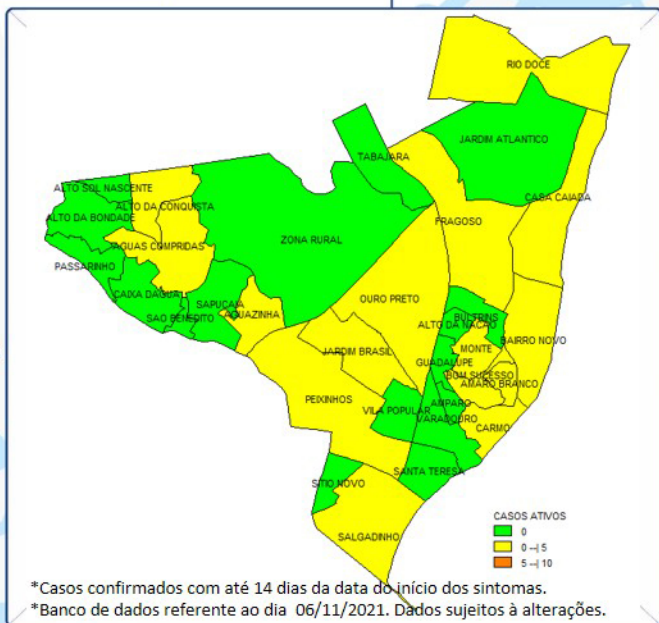 RIO DOCE
JARDIM ATLANTICO
TABAJARA
ALTO SOL NASCENTE
CASA CAIADA
ALTO DA CONQUISTA
ALTO DA BONDADE
FRAGOSO
ZONA RURAL
AGUAS COMPRIDAS
PASSARINHO
CAIXA DAGUA
OURO PRETO
SAPUCAIA
AGUAZINHA
SAO BENEDITO
BULTRINS
ALTO DA NACAO
BAIRRO NOVO
MONTE
JARDIM BRASIL
GUADALUPE
BOM SUCESSO
AMARO BRANCO
PEIXINHOS
AMPARO
VILA POPULAR
VARADOURO
CARMO
SANTA TERESA
SITIO NOVO
SALGADINHO
CASOS ATIVOS
0
0 --| 5
5 --| 10
*Casos confirmados com até 14 dias da data do início dos sintomas.
*Banco de dados referente ao dia 06/11/2021. Dados sujeitos à alterações.